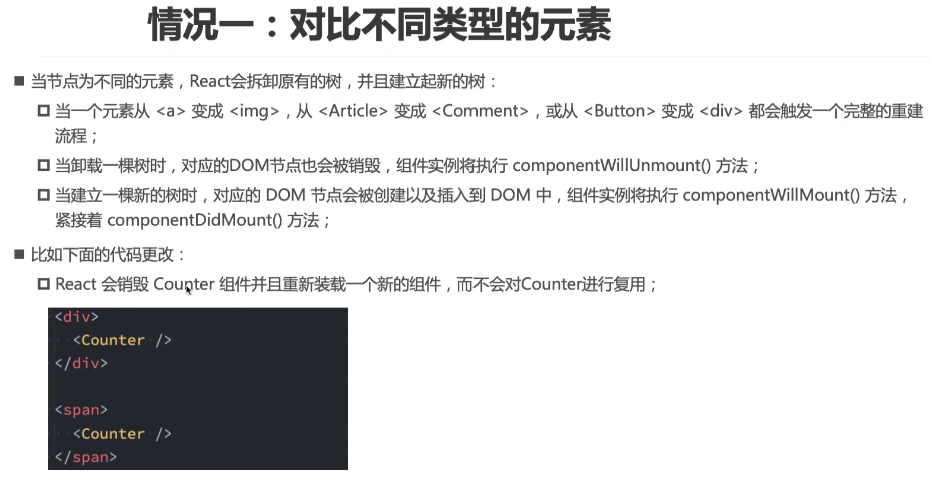 情况一：对比不同类型的元素
■ 当节点为不同的元素，React会拆卸原有的树，并且建立起新的树：
当一个元素从 <a> 变成 <img>，从 <Article> 变成 <Comment>，或从 <Button> 变成 <div> 都会触发一个完整的重建
流程；
当卸载一棵树时，对应的DOM节点也会被销毁，组件实例将执行 componentWillUnmount() 方法；
当建立一棵新的树时，对应的 DOM 节点会被创建以及插入到 DOM 中，组件实例将执行 componentWillMount() 方法，
紧接着 componentDidMount() 方法；
■ 比如下面的代码更改：
React 会销毁 Counter 组件并且重新装载一个新的组件，而不会对Counter进行复用；
<div>
<Counter />
</div>
<span>
<Counter />
</span>